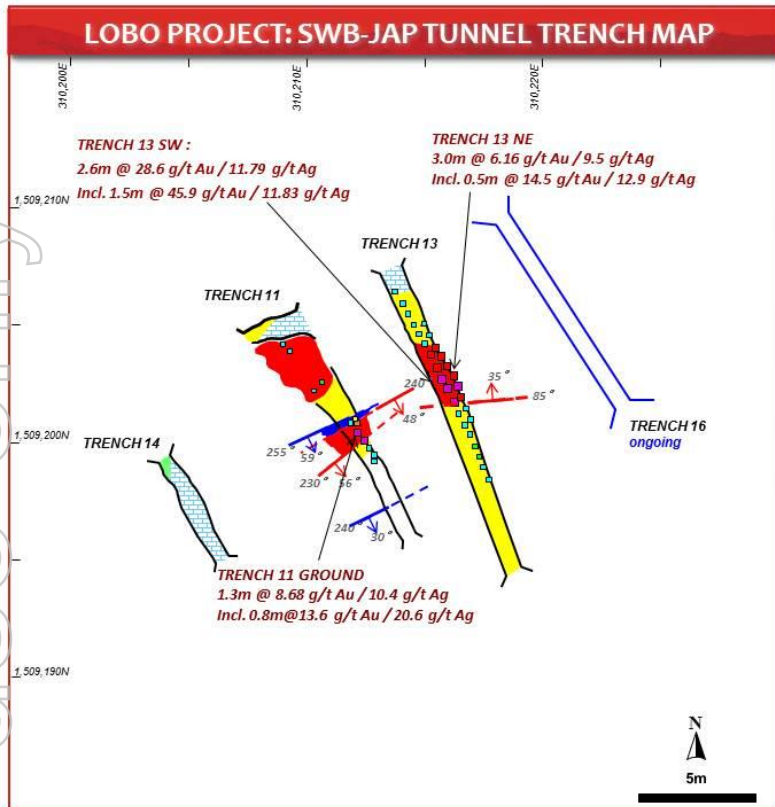 LOBO PROJECT: SWB-JAP TUNNEL TRENCH MAP
310,200E
310,210E
310,220E
TRENCH 13 SW :
2.6m @ 28.6 g/t Au / 11.79 g/t Ag
Incl. 1.5m @ 45.9 g/t Au / 11.83 g/t Ag
TRENCH 13 NE
3.0m @ 6.16 g/t Au / 9.5 g/t Ag
Incl. 0.5m @ 14.5 g/t Au / 12.9 g/t Ag
1,509,210N
TRENCH 13
TRENCH 11
35°
240°
85°
48°
TRENCH 16
ongoing
1,509,200N
TRENCH 14
255°
59°
230°
56°
240°
30°
TRENCH 11 GROUND
1.3m @ 8.68 g/t Au / 10.4 g/t Ag
Incl. 0.8m@13.6 g/t Au / 20.6 g/t Ag
1,509,190N
N
5m